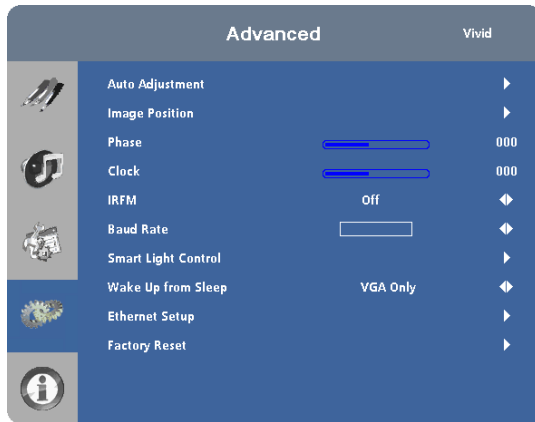 Advanced Vivid
Auto Adjustment
Image Position
Phase 000
Clock 000
IRFM Off
Baud Rate
Smart Light Control
Wake Up from Sleep VGA Only
Ethernet Setup
Factory Reset